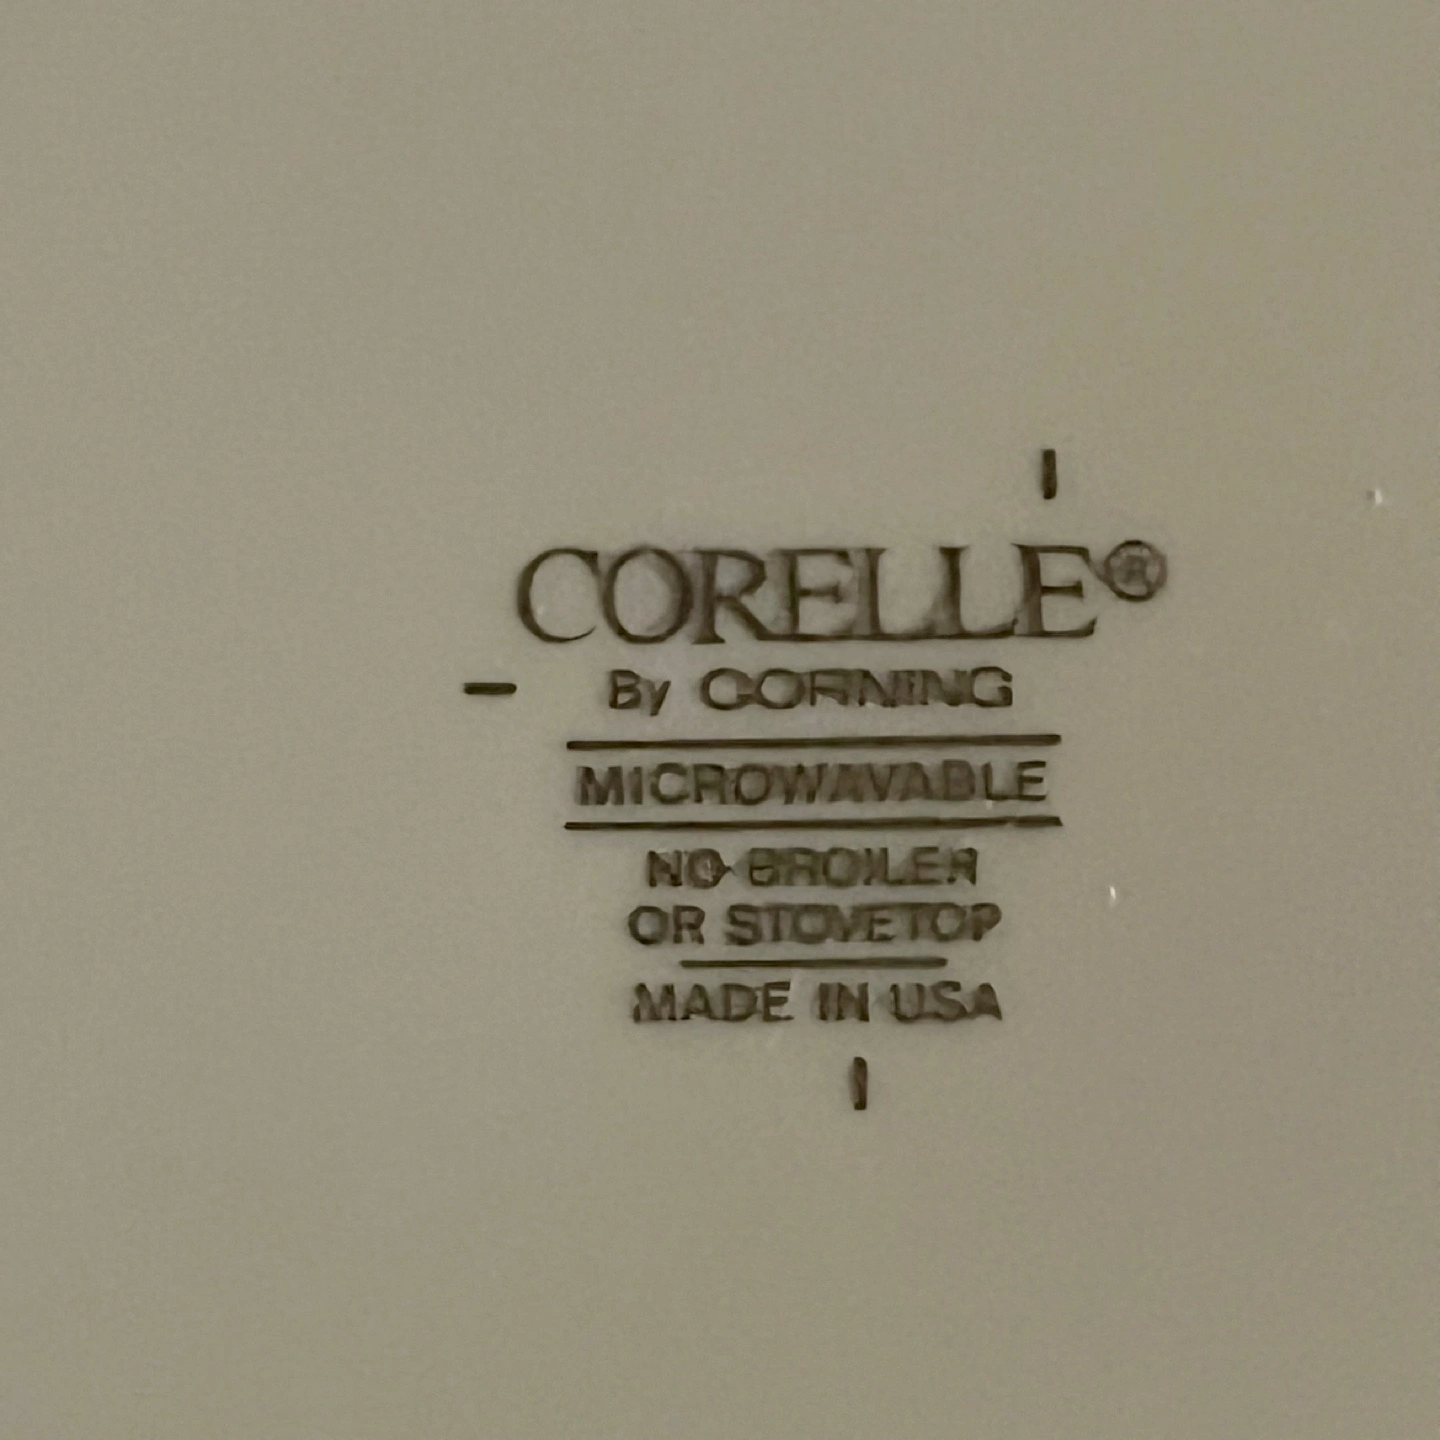 CORELLE®
By CORNING
MICROWAVABLE
NO BROILER
OR STOVETOP
MADE IN USA